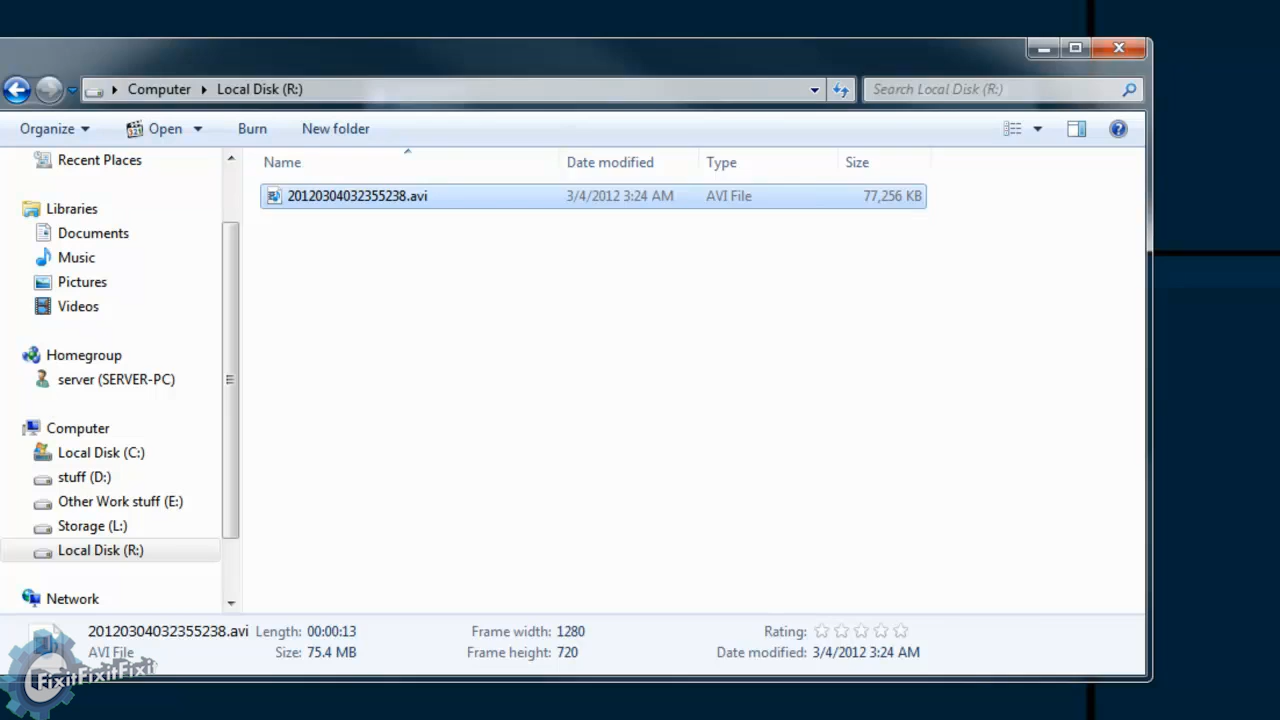 Computer Local Disk (R:) Search Local Disk (R:)
Organize Open Burn New folder
Name Date modified Type Size
20120304032355238.avi 3/4/2012 3:24 AM AVI File 77,256 KB
Recent Places
Libraries
Documents
Music
Pictures
Videos
Homegroup
server (SERVER-PC)
Computer
Local Disk (C:)
stuff (D:)
Other Work stuff (E:)
Storage (L:)
Local Disk (R:)
Network
20120304032355238.avi Length: 00:00:13 Frame width: 1280 Rating:
AVI File Size: 75.4 MB Frame height: 720 Date modified: 3/4/2012 3:24 AM
FixitFixitFixi